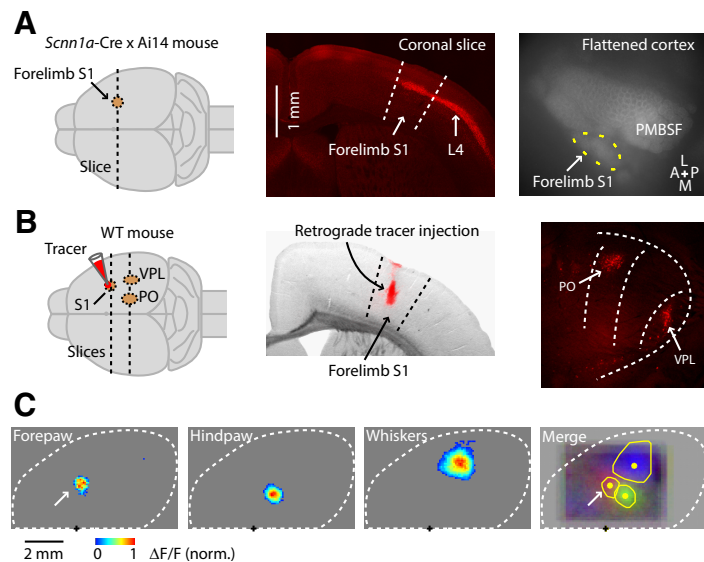 A
Scnn1a-Cre x Ai14 mouse
Forelimb S1
Slice
Coronal slice
1 mm
Forelimb S1
L4
Flattened cortex
PMBSF
Forelimb S1
L
A + P
M
B
WT mouse
Tracer
VPL
S1
PO
Slices
Retrograde tracer injection
Forelimb S1
PO
VPL
C
Forepaw
Hindpaw
Whiskers
Merge
2 mm
0 1
ΔF/F (norm.)